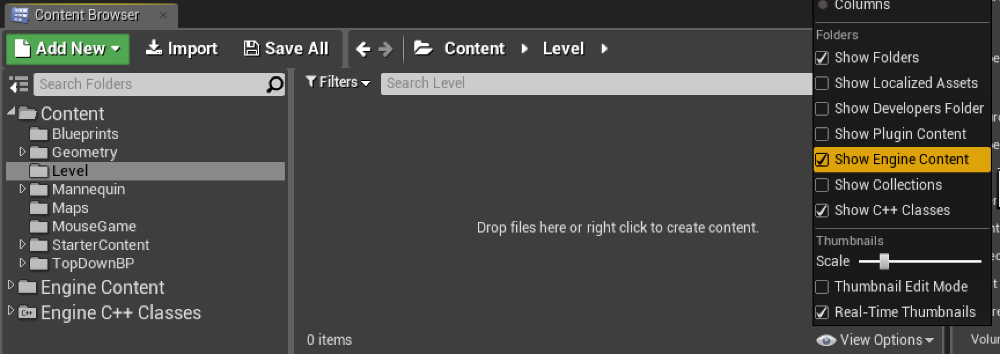 Content Browser
Add New
Import
Save All
Content
Level
Search Folders
Filters
Search Level
Content
Blueprints
Geometry
Level
Mannequin
Maps
MouseGame
StarterContent
TopDownBP
Engine Content
C++
Engine C++ Classes
Drop files here or right click to create content.
0 items
Columns
Folders
Show Folders
Show Localized Assets
Show Developers Folder
Show Plugin Content
Show Engine Content
Show Collections
Show C++ Classes
Thumbnails
Scale
Thumbnail Edit Mode
Real-Time Thumbnails
View Options